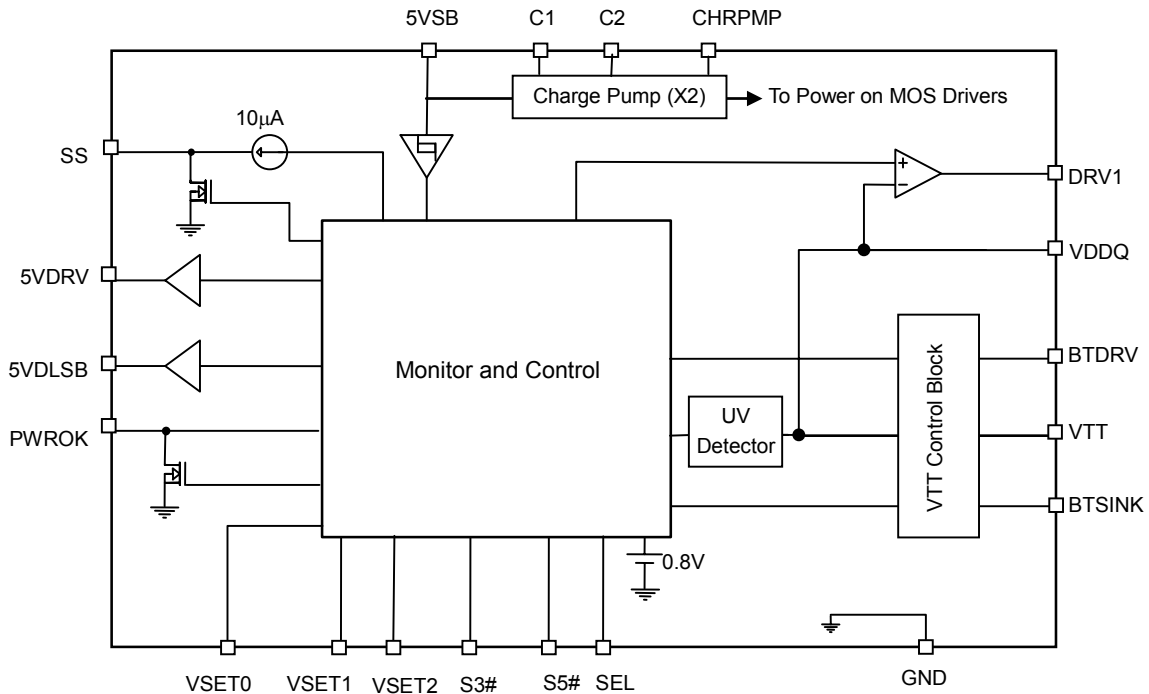 5VSB C1 C2 CHRPMP
Charge Pump (X2)
To Power on MOS Drivers
10µA
SS
+
−
DRV1
5VDRV
VDDQ
5VDLSB
Monitor and Control
BTDRV
UV
Detector
VTT Control Block
PWROK
VTT
BTSINK
0.8V
VSET0 VSET1 VSET2 S3# S5# SEL GND